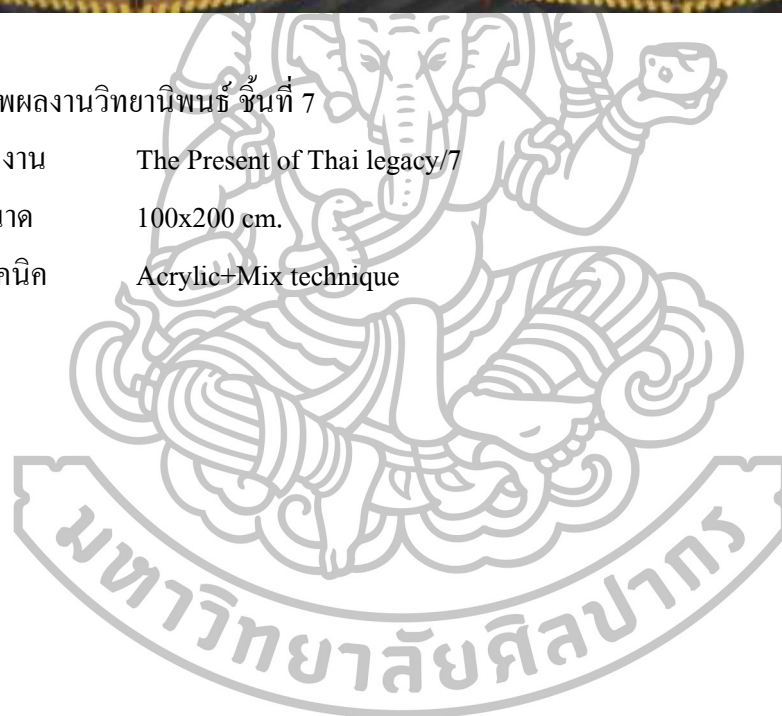 พผลงานวิทยานิพนธ์ ชิ้นที่ 7
งาน The Present of Thai legacy/7
าด 100x200 cm.
คนิค Acrylic+Mix technique
มหาวิทยาลัยศิลปากร